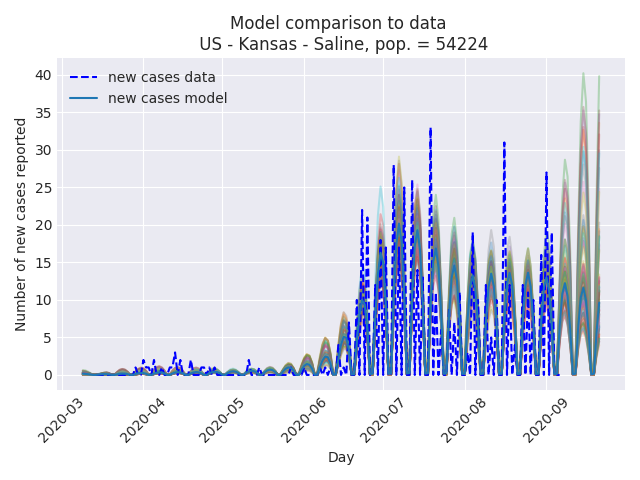 Model comparison to data
US - Kansas - Saline, pop. = 54224
new cases data
new cases model
Number of new cases reported
40
35
30
25
20
15
10
5
0
2020-03
2020-04
2020-05
2020-06
2020-07
2020-08
2020-09
Day